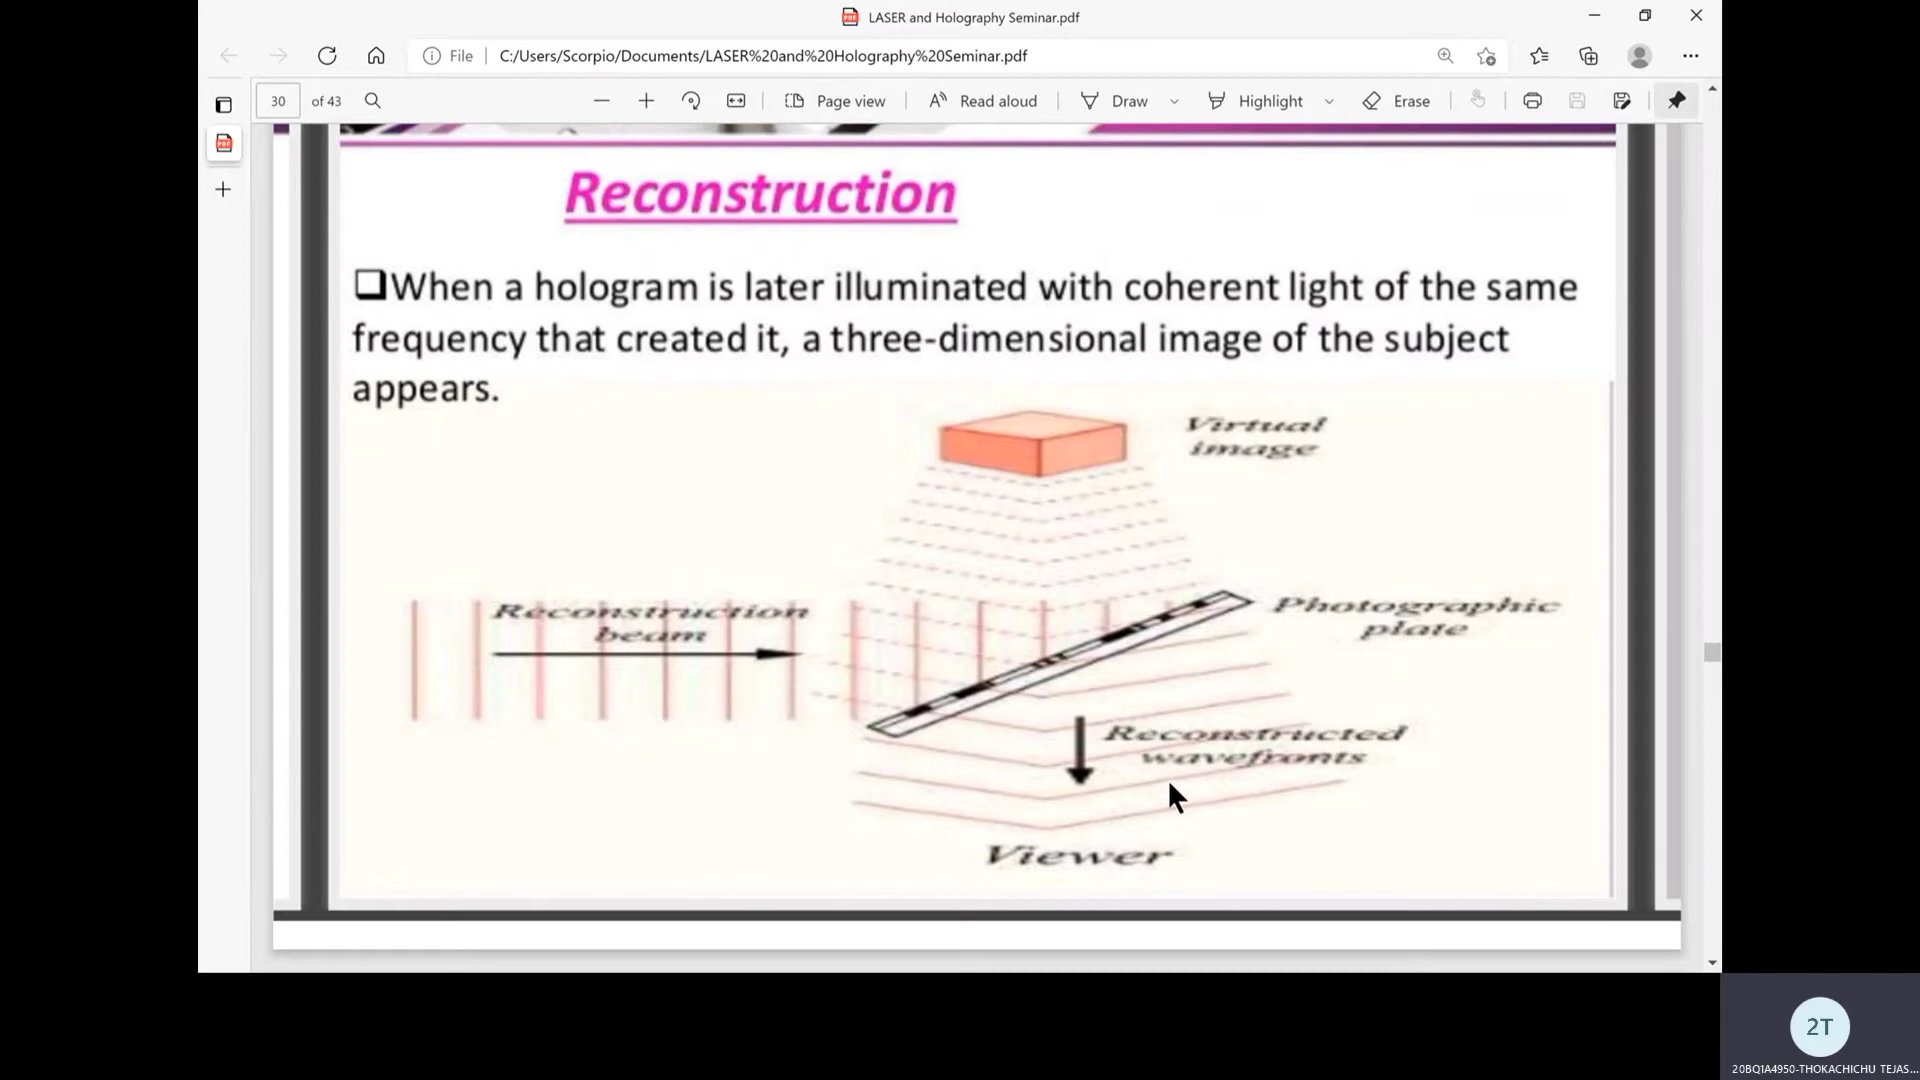 LASER and Holography Seminar.pdf
File
C:/Users/Scorpio/Documents/LASER%20and%20Holography%20Seminar.pdf
30 of 43
Page view
Read aloud
Draw
Highlight
Erase
Reconstruction
When a hologram is later illuminated with coherent light of the same
frequency that created it, a three-dimensional image of the subject
appears.
Virtual
image
Reconstruction
beam
Photographic
plate
Reconstructed
wavefronts
Viewer
2T
20BQ1A4950-THOKACHICHU TEJAS...